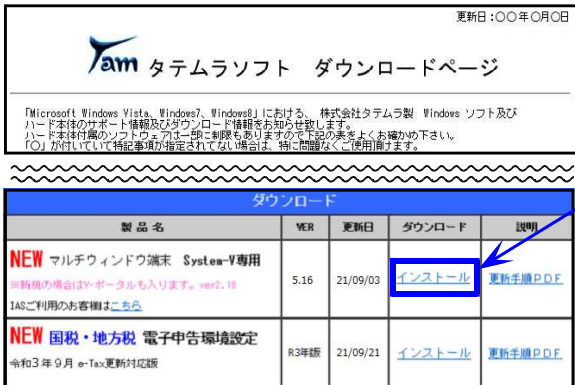 更新日:〇〇年〇月〇日
Tam タテムラソフト ダウンロードページ
「Microsoft Windows Vista、Windows7、Windows8」における、 株式会社タテムラ製 Windows ソフト及び
ハード本体のサポート情報及びダウンロード情報をお知らせ致します。
ハード本体付属のソフトウェアは一部に制限もありますので下記の表をよくお確かめ下さい。
「〇」が付いていて特記事項が指定されてない場合は、特に問題なくご使用頂けます。
ダウンロード
製品名 VER 更新日 ダウンロード 説明
NEW マルチウィンドウ端末 System-V専用
※新規の場合はV-ポータルも入ります。ver2.10
IASご利用のお客様はこちら
5.16 21/09/03 インストール 更新手順PDF
NEW 国税・地方税 電子申告環境設定
令和3年9月 e-Tax更新対応版
R3年版 21/09/21 インストール 更新手順PDF